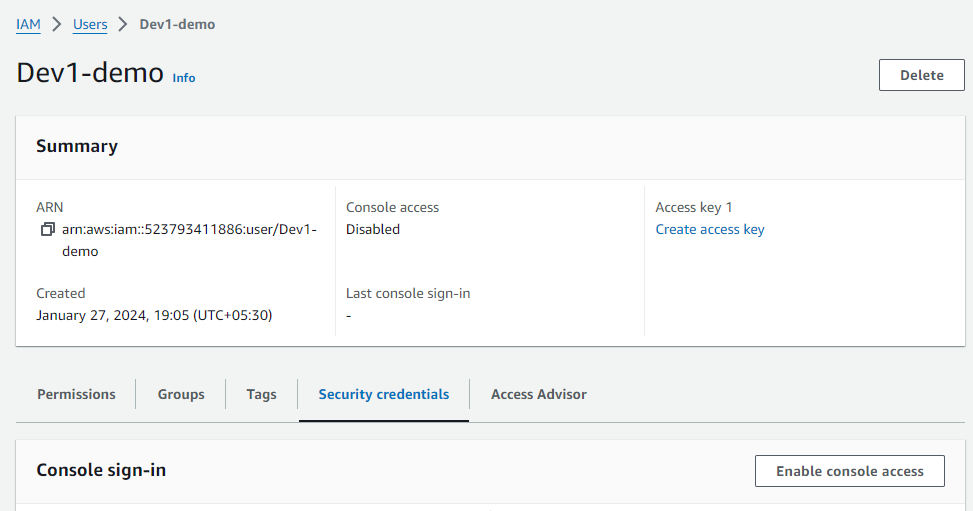 IAM > Users > Dev1-demo
Dev1-demo Info
Delete
Summary
ARN
arn:aws:iam::523793411886:user/Dev1-
demo
Created
January 27, 2024, 19:05 (UTC+05:30)
Console access
Disabled
Last console sign-in
-
Access key 1
Create access key
Permissions
Groups
Tags
Security credentials
Access Advisor
Console sign-in
Enable console access